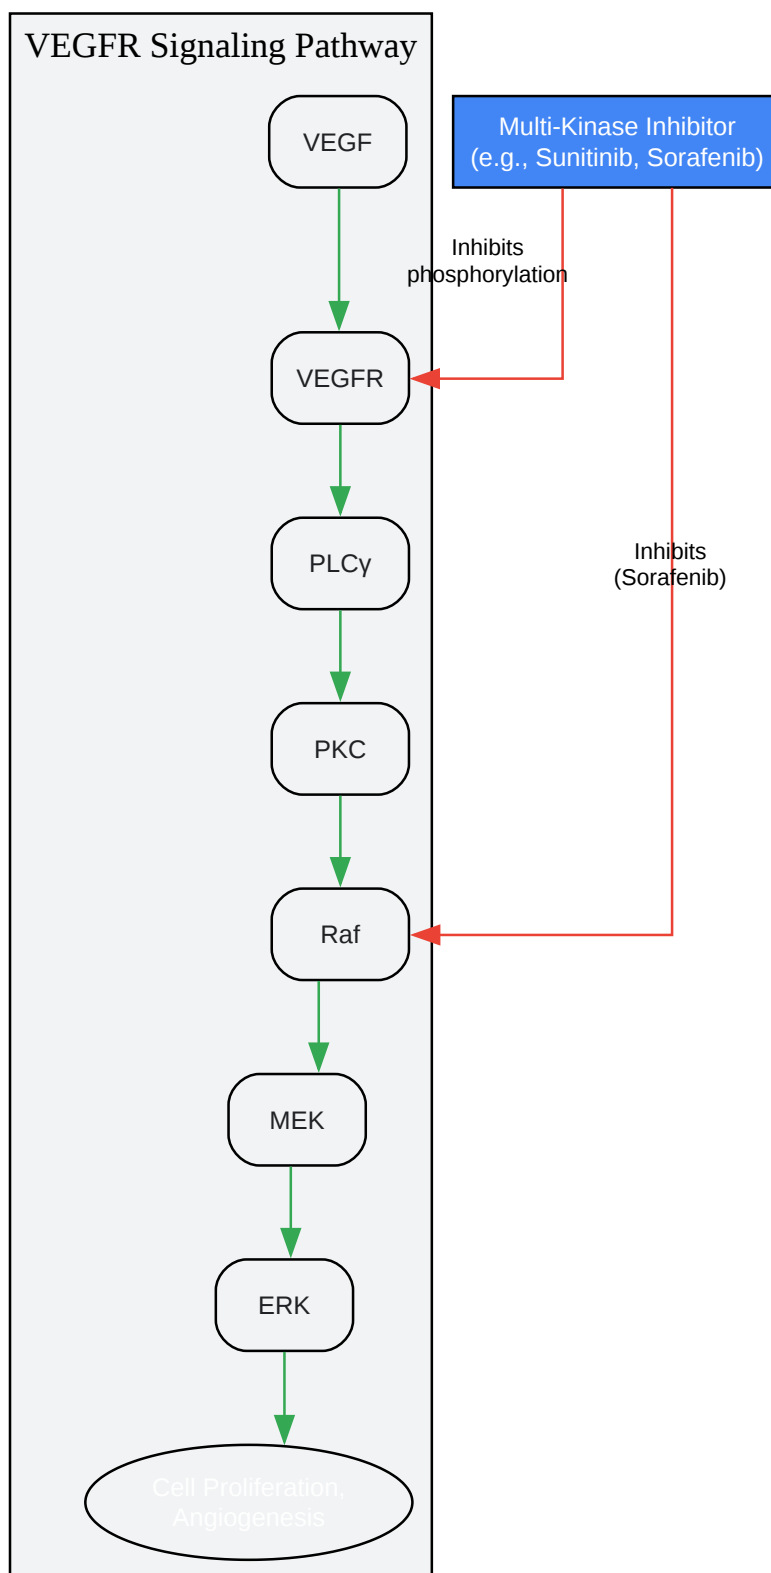 VEGFR Signaling Pathway
VEGF
Multi-Kinase Inhibitor
(e.g., Sunitinib, Sorafenib)
Inhibits
phosphorylation
VEGFR
PLCγ
Inhibits
(Sorafenib)
PKC
Raf
MEK
ERK
Cell Proliferation,
Angiogenesis